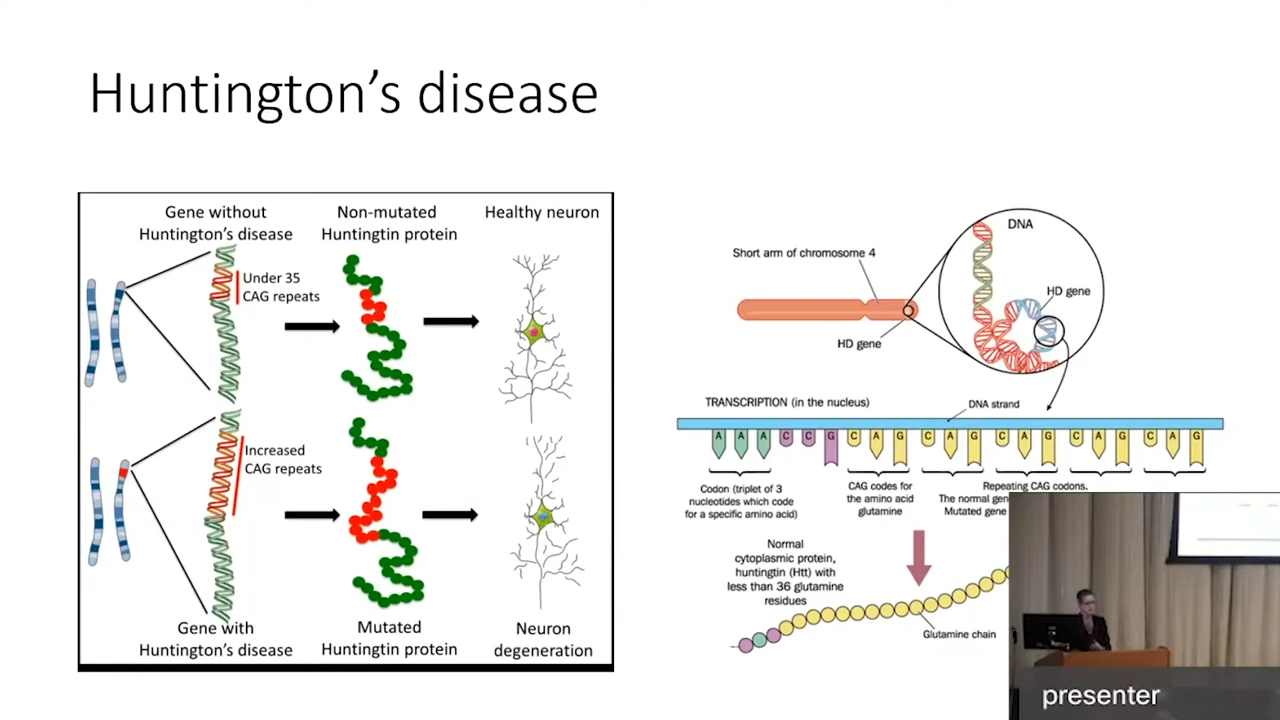 Huntington's disease
Gene without
Huntington's disease
Non-mutated
Huntingtin protein
Healthy neuron
Under 35
CAG repeats
Increased
CAG repeats
Gene with
Huntington's disease
Mutated
Huntingtin protein
Neuron
degeneration
DNA
Short arm of chromosome 4
HD gene
HD gene
TRANSCRIPTION (in the nucleus)
DNA strand
A A A C C G C A G C A G C A G C A G C A G
Codon (triplet of 3
nucleotides which code
for a specific amino acid)
CAG codes for
the amino acid
glutamine
Repeating CAG codons.
The normal gen
Mutated gene
Normal
cytoplasmic protein,
huntingtin (Htt) with
less than 36 glutamine
residues
Glutamine chain
presenter